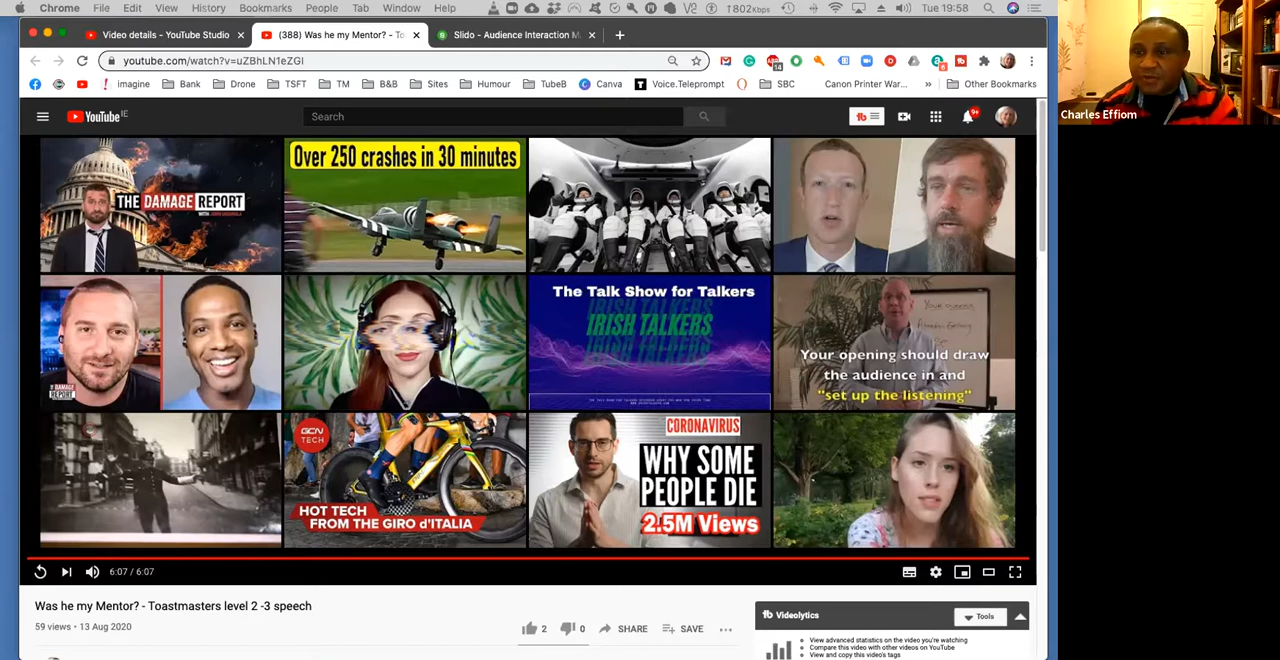 Chrome File Edit View History Bookmarks People Tab Window Help 1802Kbps Tue 19:58
Video details - YouTube Studio
(388) Was he my Mentor? - To
Slido - Audience Interaction M
youtube.com/watch?v=uZBhLN1eZGI
imagine Bank Drone TSFT TM B&B Sites Humour TubeB Canva Voice.Teleprompt SBC Canon Printer War... Other Bookmarks
YouTube IE
Search
9+
Charles Effiom
THE DAMAGE REPORT
Over 250 crashes in 30 minutes
The Talk Show for Talkers
IRISH TALKERS
Your opening should draw
the audience in and
"set up the listening"
GCN
TECH
HOT TECH
FROM THE GIRO d'ITALIA
CORONAVIRUS
WHY SOME
PEOPLE DIE
2.5M Views
6:07 / 6:07
Was he my Mentor? - Toastmasters level 2 -3 speech
59 views • 13 Aug 2020
2 0 SHARE SAVE
Videolytics
Tools
View advanced statistics on the video you're watching
Compare this video with other videos on YouTube
View and copy this video's tags